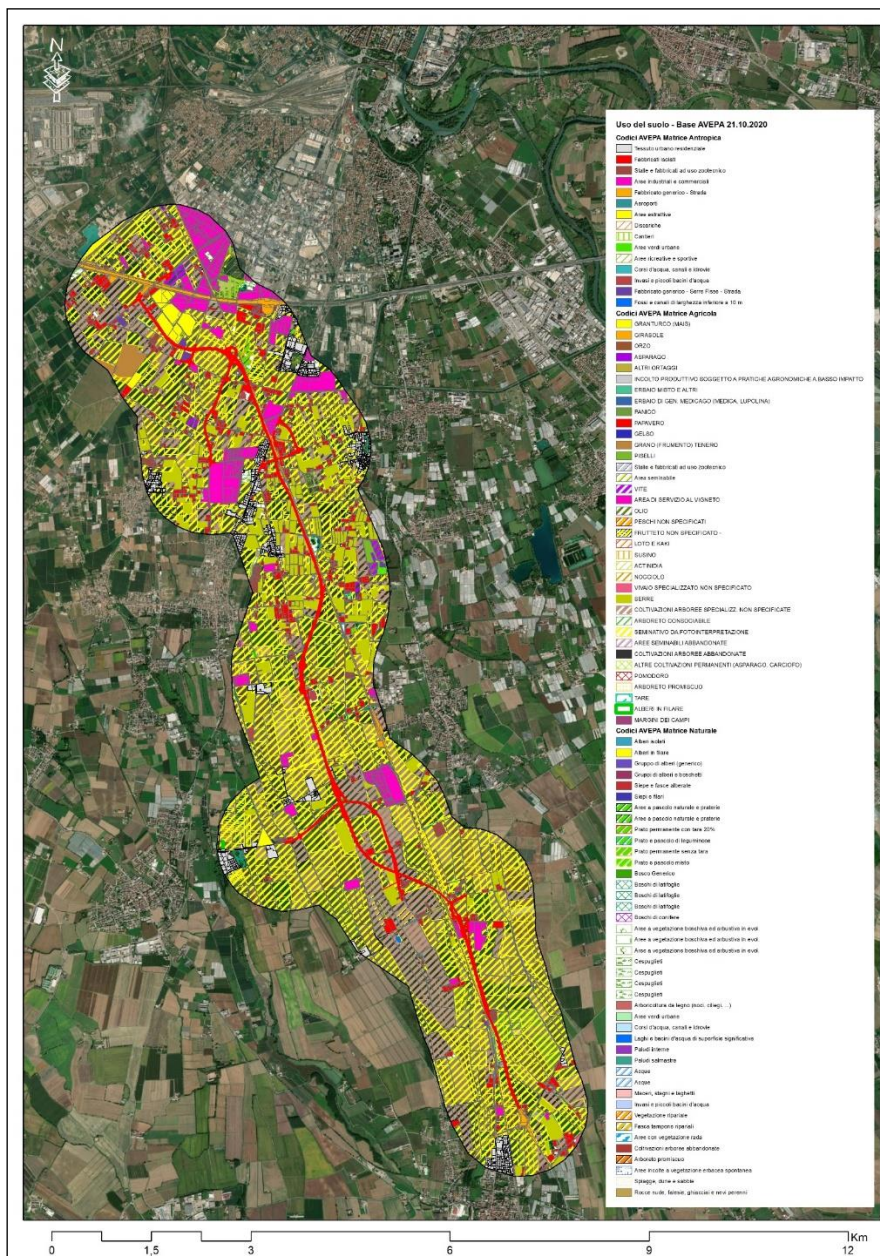 N
Uso del suolo - Base AVEPA 21.10.2020
Codici AVEPA Matrice Antropica
Tessuto urbano residenziale
Fabbricati isolati
Stalle e fabbricati ad uso zootecnico
Aree industriali e commerciali
Fabbricato generico - Strada
Aeroporti
Aree estrattive
Discariche
Cantieri
Aree verdi urbane
Aree ricreative e sportive
Corsi d'acqua, canali e idrovie
Invasi e piccoli bacini d'acqua
Fabbricato generico - Serra Fissa - Strada
Fossi e canali di larghezza inferiore a 10 m
Codici AVEPA Matrice Agricola
GRANTURCO (MAIS)
GIRASOLE
ORZO
ASPARAGO
ALTRI ORTAGGI
INCOLTO PRODUTTIVO SOGGETTO A PRATICHE AGRONOMICHE A BASSO IMPATTO
ERBAIO MISTO E ALTRI
ERBAIO DI GEN. MEDICAGO (MEDICA, LUPOLINA)
PANICO
PAPAVERO
GELSO
GRANO (FRUMENTO) TENERO
PISELLI
Stalle e fabbricati ad uso zootecnico
Area seminabile
VITE
AREA DI SERVIZIO AL VIGNETO
OLIO
PESCHI NON SPECIFICATI
FRUTTETO NON SPECIFICATO -
LOTO E KAKI
SUSINO
ACTINIDIA
NOCCIOLO
VIVAIO SPECIALIZZATO NON SPECIFICATO
SERRE
COLTIVAZIONI ARBOREE SPECIALIZZ. NON SPECIFICATE
ARBORETO CONSOCIABILE
SEMINATIVO DA FOTOINTERPRETAZIONE
AREE SEMINABILI ABBANDONATE
COLTIVAZIONI ARBOREE ABBANDONATE
ALTRE COLTIVAZIONI PERMANENTI (ASPARAGO, CARCIOFO)
POMODORO
ARBORETO PROMISCUO
TARE
ALBERI IN FILARE
MARGINI DEI CAMPI
Codici AVEPA Matrice Naturale
Alberi isolati
Alberi in filare
Gruppo di alberi (generico)
Gruppi di alberi e boschetti
Siepe e fasce alberate
Siepi e filari
Aree a pascolo naturale e praterie
Aree a pascolo naturale e praterie
Prato permanente con tara 20%
Prato e pascolo di leguminose
Prato permanente senza tara
Prato e pascolo misto
Bosco Generico
Boschi di latifoglie
Boschi di latifoglie
Boschi di latifoglie
Boschi di conifere
Aree a vegetazione boschiva ed arbustiva in evol
Aree a vegetazione boschiva ed arbustiva in evol
Aree a vegetazione boschiva ed arbustiva in evol
Cespuglieti
Cespuglieti
Cespuglieti
Cespuglieti
Arboricoltura da legno (noci, ciliegi, ...)
Aree verdi urbane
Corsi d'acqua, canali e idrovie
Laghi e bacini d'acqua di superficie significativa
Paludi interne
Paludi salmastre
Acque
Acque
Maceri, stagni e laghetti
Invasi e piccoli bacini d'acqua
Vegetazione ripariale
Fascia tampone ripariali
Aree con vegetazione rada
Coltivazioni arboree abbandonate
Arboreto promiscuo
Aree incolte a vegetazione erbacea spontanea
Spiagge, dune e sabbie
Rocce nude, falesie, ghiacciai e nevi perenni
Km
0 1,5 3 6 9 12